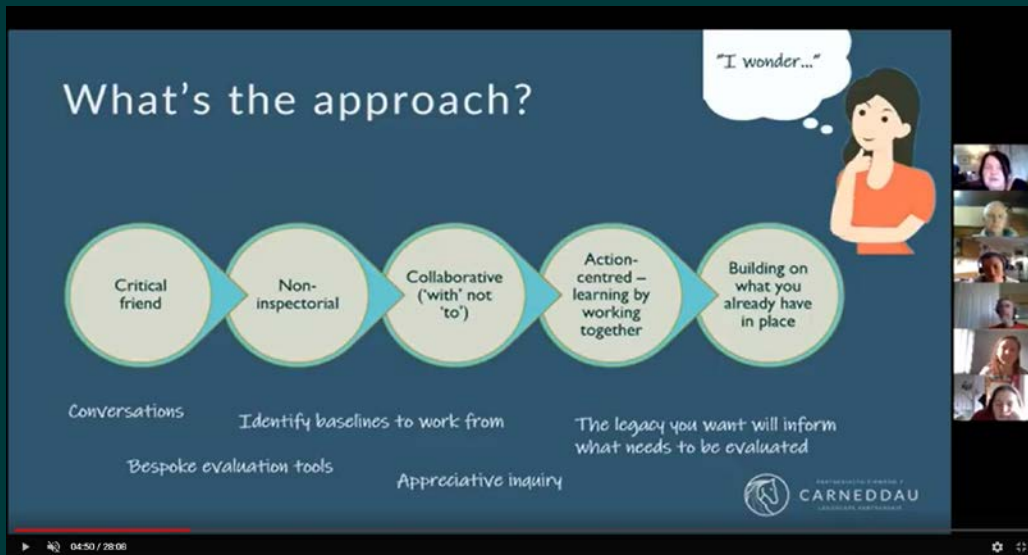 "I wonder..."
What's the approach?
Critical
friend
Non-
inspectorial
Collaborative
('with' not
'to')
Action-
centred –
learning by
working
together
Building on
what you
already have
in place
Conversations
Identify baselines to work from
The legacy you want will inform
what needs to be evaluated
Bespoke evaluation tools
Appreciative inquiry
CARNEDDAU
LANDSCAPE PARTNERSHIP
04:50 / 28:08